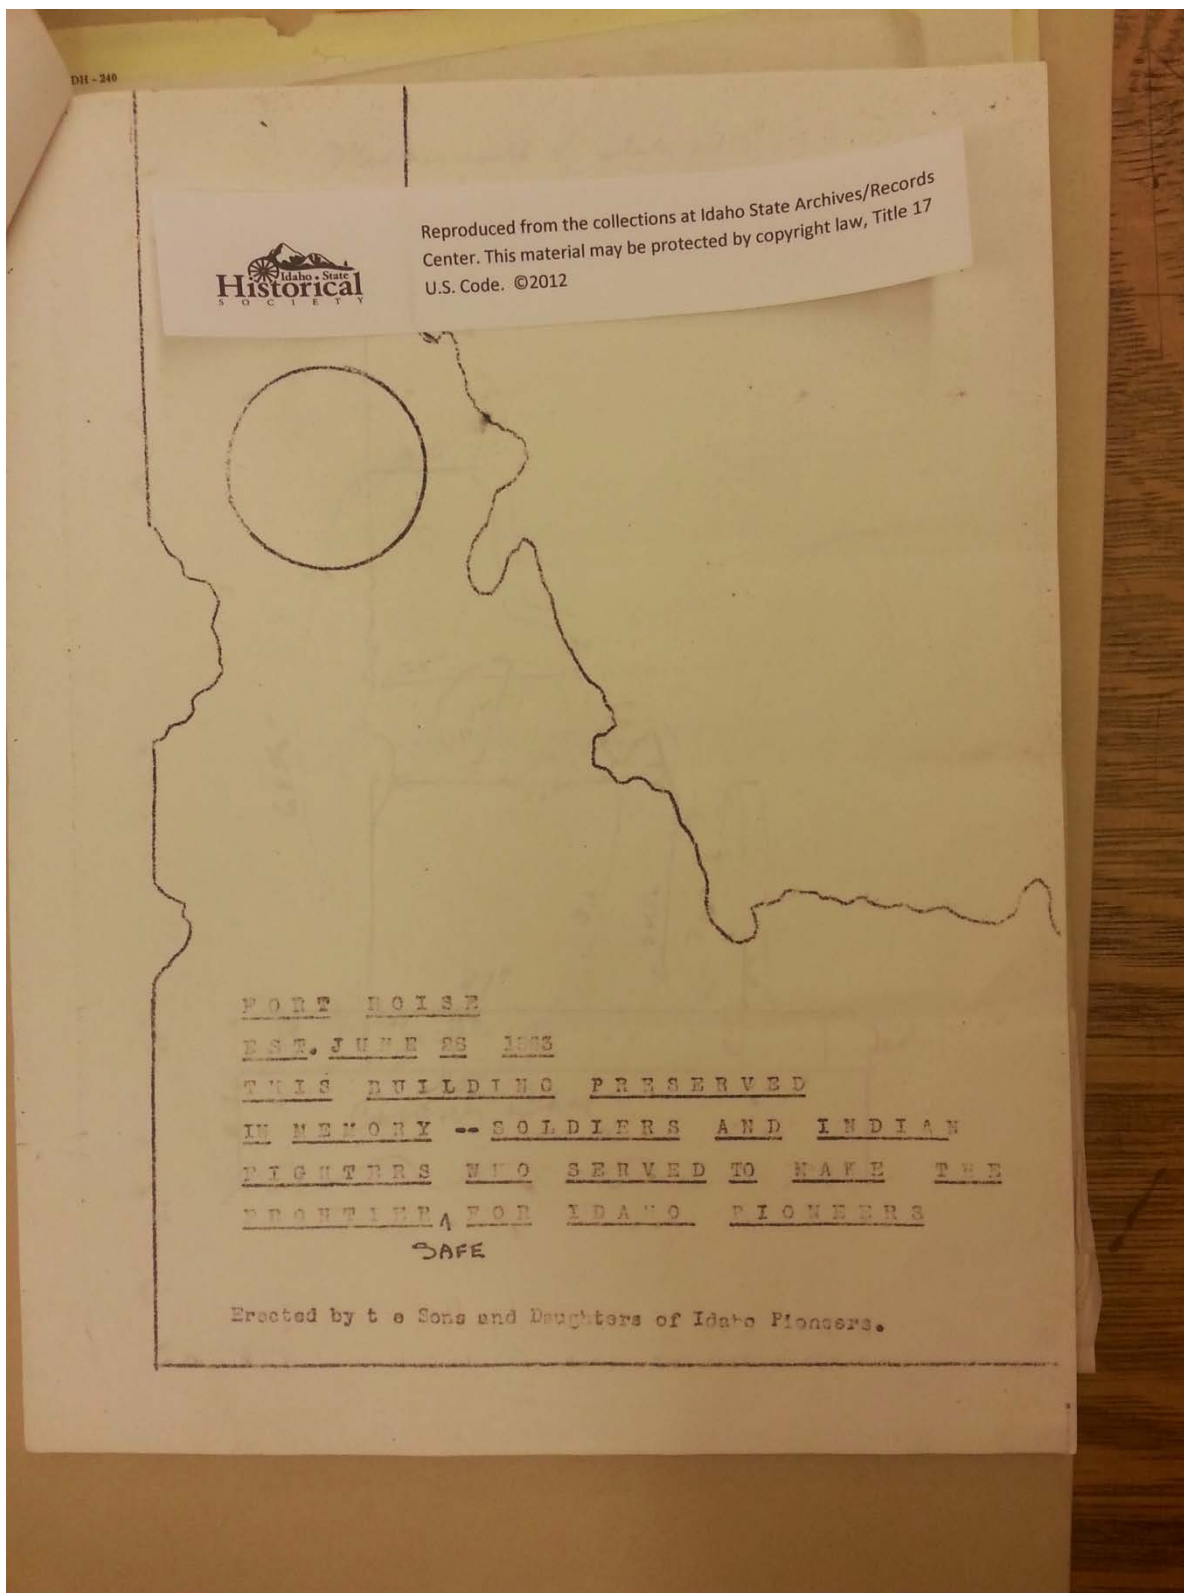 DH - 240
Reproduced from the collections at Idaho State Archives/Records
Center. This material may be protected by copyright law, Title 17
U.S. Code. ©2012
Idaho State
Historical
SOCIETY
FORT BOISE
EST. JUNE 28 1863
THIS BUILDING PRESERVED
IN MEMORY -- SOLDIERS AND INDIAN
FIGHTERS WHO SERVED TO MAKE THE
FRONTIER ^ FOR IDAHO PIONEERS
SAFE
Erected by t e Sons and Daughters of Idaho Pioneers.